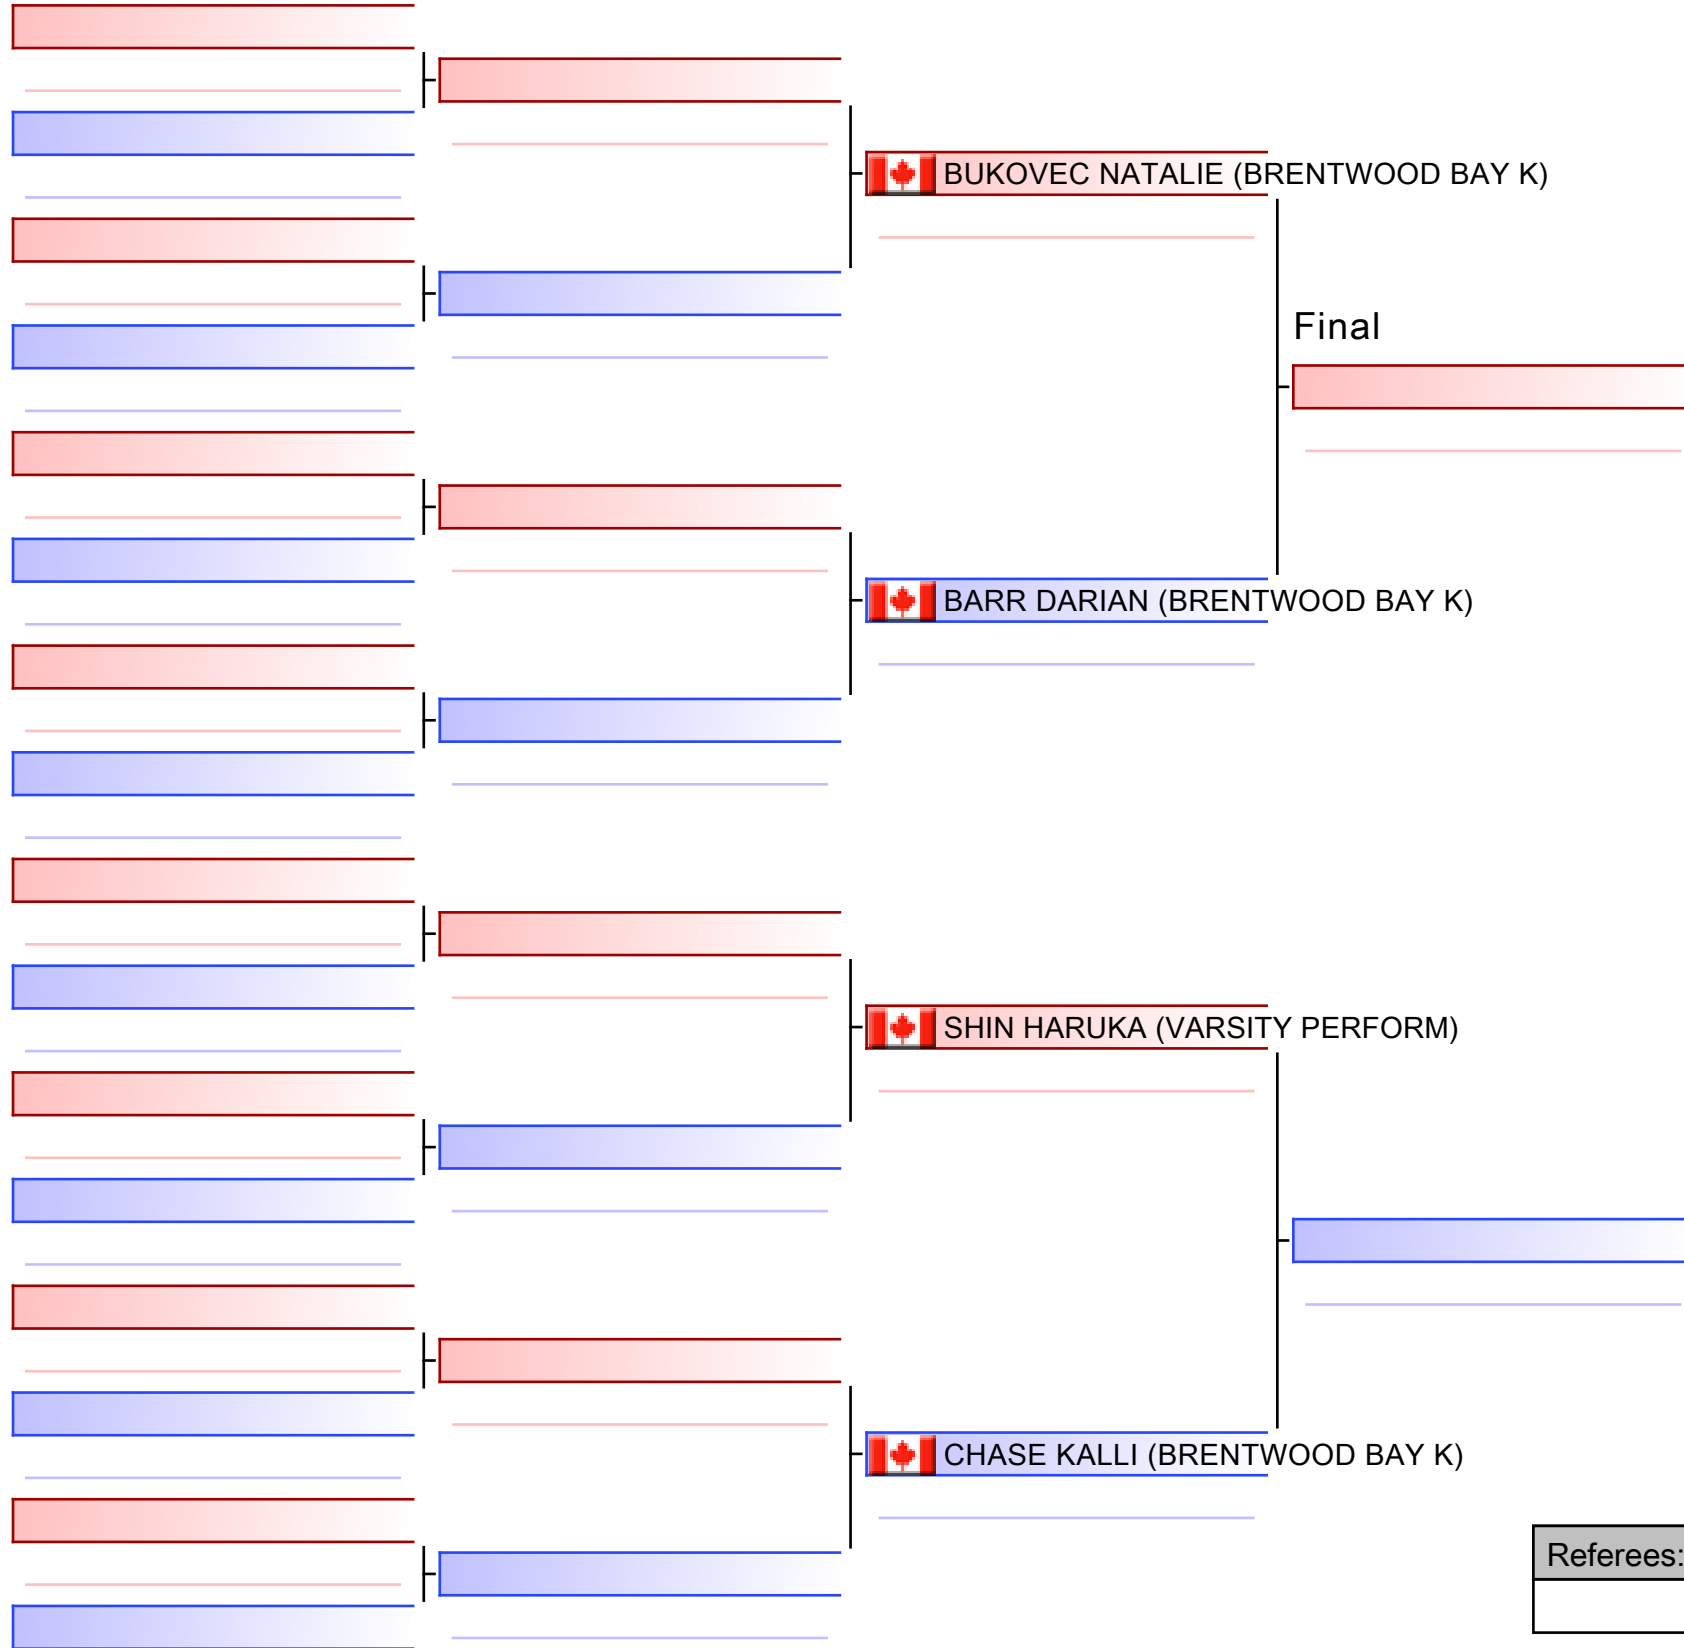 BUKOVEC NATALIE (BRENTWOOD BAY K)
Final
BARR DARIAN (BRENTWOOD BAY K)
SHIN HARUKA (VARSITY PERFORM)
CHASE KALLI (BRENTWOOD BAY K)
Referees: